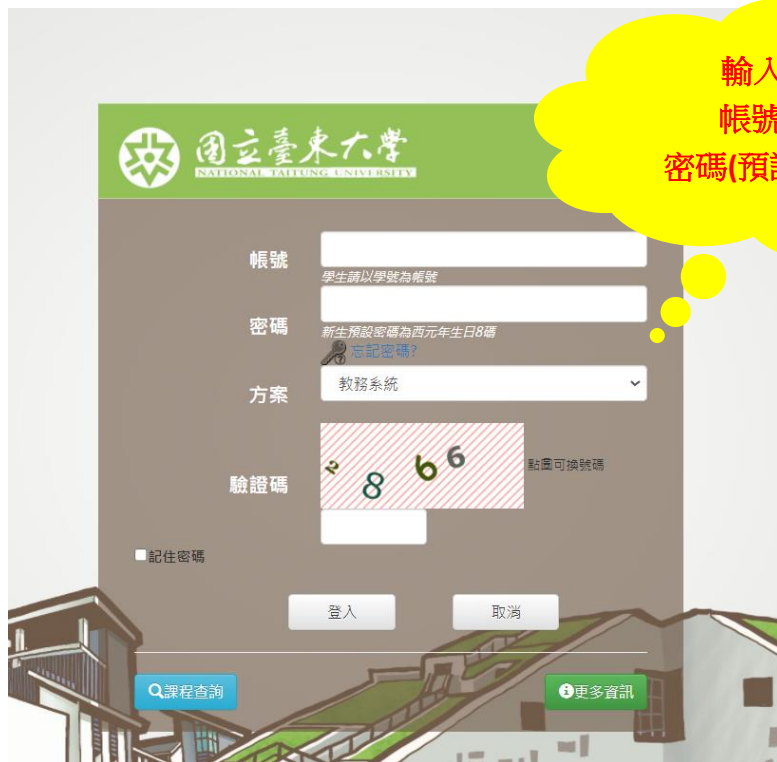 輸入
帳號
密碼(預
國立臺東大學
NATIONAL TAITUNG UNIVERSITY
帳號
學生請以學號為帳號
密碼
新生預設密碼為西元年生日8碼
忘記密碼?
方案
教務系統
驗證碼
2866
點圖可換號碼
記住密碼
登入
取消
課程查詢
更多資訊